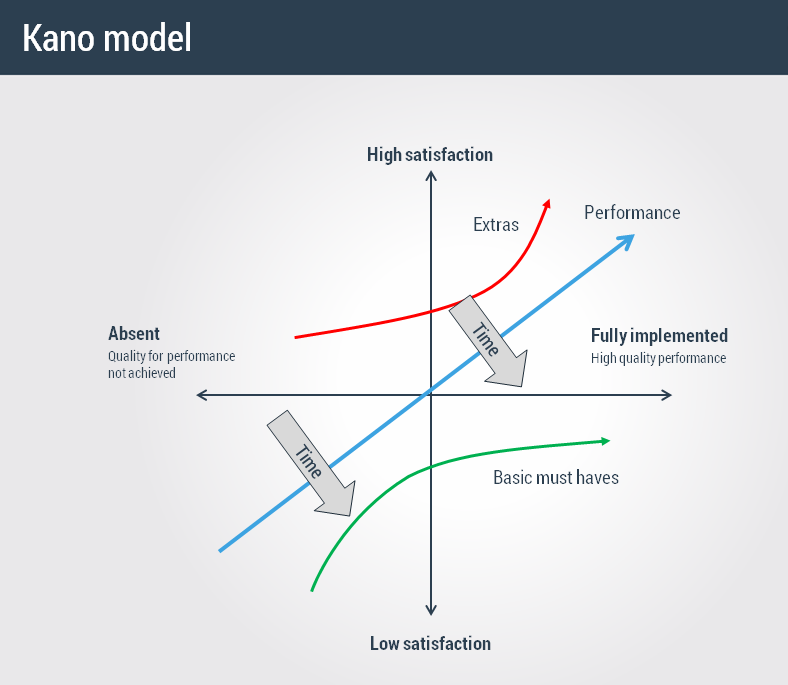 Kano model
High satisfaction
Extras
Performance
Absent
Quality for performance
not achieved
Time
Fully implemented
High quality performance
Time
Basic must haves
Low satisfaction